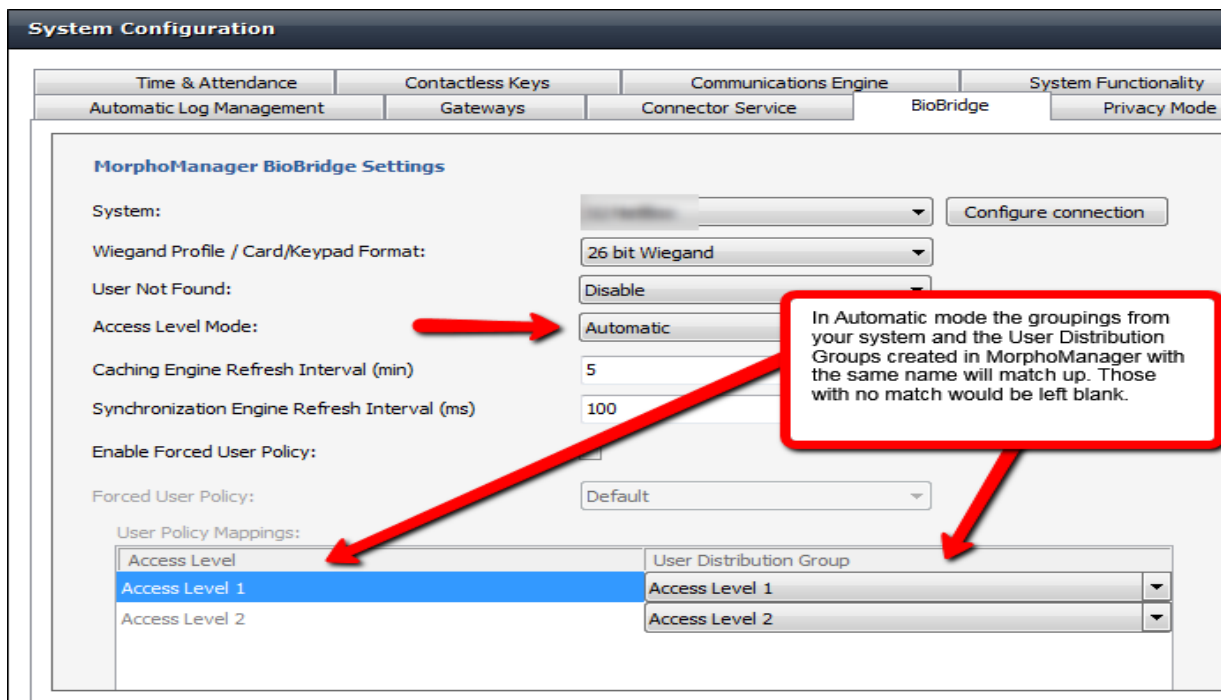 System Configuration
Time & Attendance
Contactless Keys
Communications Engine
System Functionality
Automatic Log Management
Gateways
Connector Service
BioBridge
Privacy Mode
MorphoManager BioBridge Settings
System:
Configure connection
Wiegand Profile / Card/Keypad Format:
26 bit Wiegand
User Not Found:
Disable
Access Level Mode:
Automatic
In Automatic mode the groupings from
your system and the User Distribution
Groups created in MorphoManager with
the same name will match up. Those
with no match would be left blank.
Caching Engine Refresh Interval (min)
5
Synchronization Engine Refresh Interval (ms)
100
Enable Forced User Policy:
Forced User Policy:
Default
User Policy Mappings:
Access Level
User Distribution Group
Access Level 1
Access Level 1
Access Level 2
Access Level 2